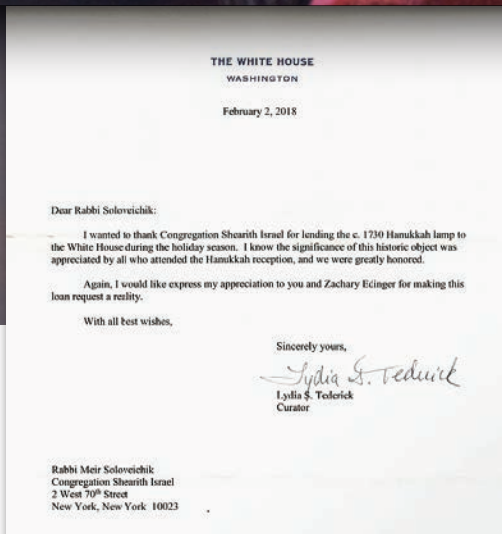 THE WHITE HOUSE
WASHINGTON
February 2, 2018
Dear Rabbi Soloveichik:
I wanted to thank Congregation Shearith Israel for lending the c. 1730 Hanukkah lamp to
the White House during the holiday season. I know the significance of this historic object was
appreciated by all who attended the Hanukkah reception, and we were greatly honored.
Again, I would like express my appreciation to you and Zachary Edinger for making this
loan request a reality.
With all best wishes,
Sincerely yours,
Lydia S. Tederick
Lydia S. Tederick
Curator
Rabbi Meir Soloveichik
Congregation Shearith Israel
2 West 70th Street
New York, New York 10023